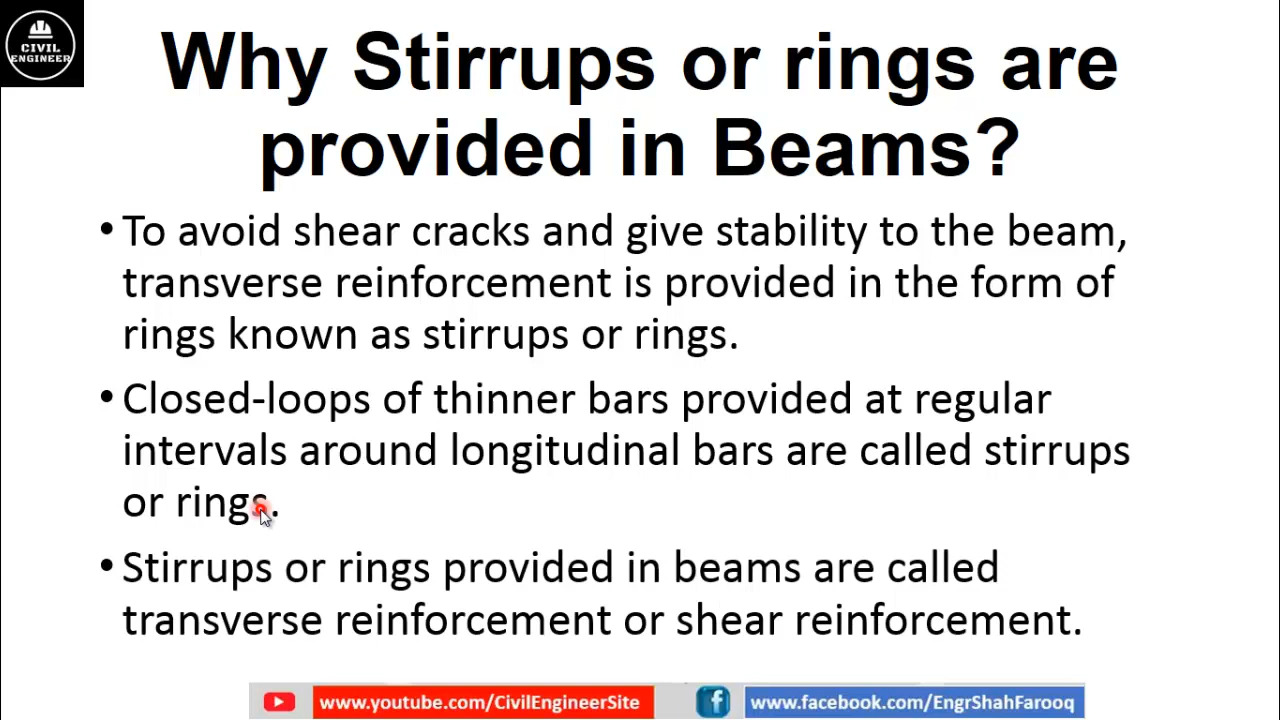 CIVIL
ENGINEER
Why Stirrups or rings are
provided in Beams?
• To avoid shear cracks and give stability to the beam,
transverse reinforcement is provided in the form of
rings known as stirrups or rings.
• Closed-loops of thinner bars provided at regular
intervals around longitudinal bars are called stirrups
or rings.
• Stirrups or rings provided in beams are called
transverse reinforcement or shear reinforcement.
www.youtube.com/CivilEngineerSite
www.facebook.com/EngrShahFarooq